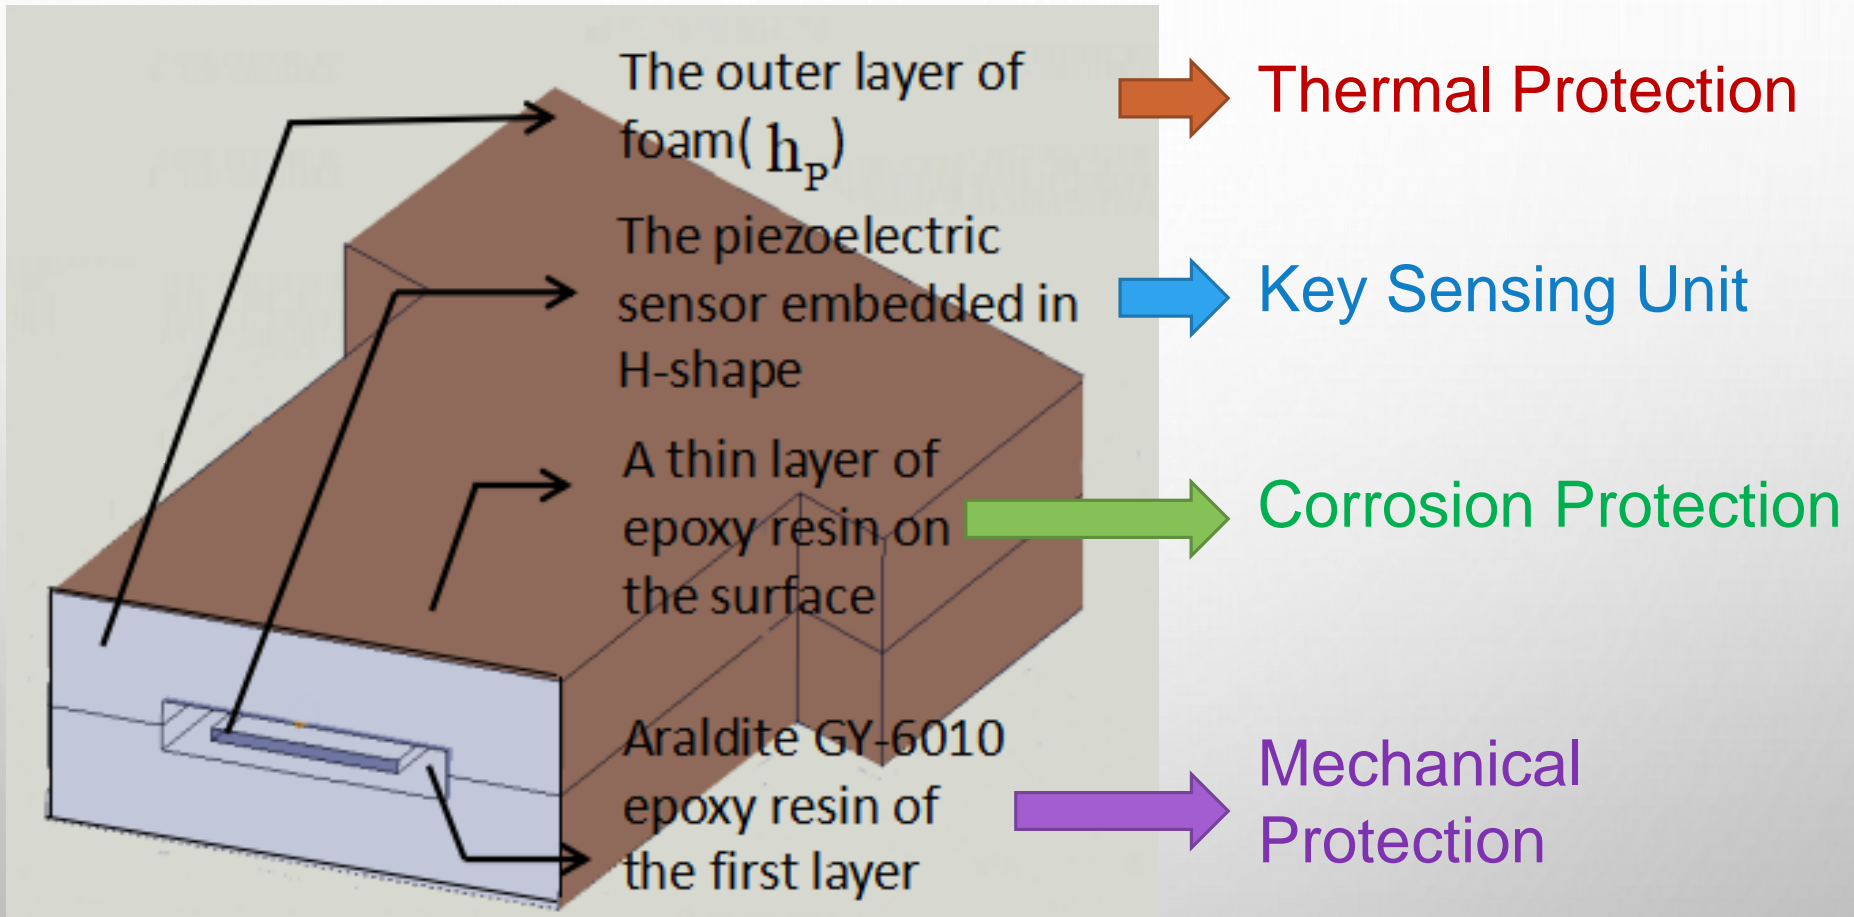 The outer layer of
foam( hP)
Thermal Protection
The piezoelectric
sensor embedded in
H-shape
Key Sensing Unit
A thin layer of
epoxy resin on
the surface
Corrosion Protection
Araldite GY-6010
epoxy resin of
the first layer
Mechanical
Protection